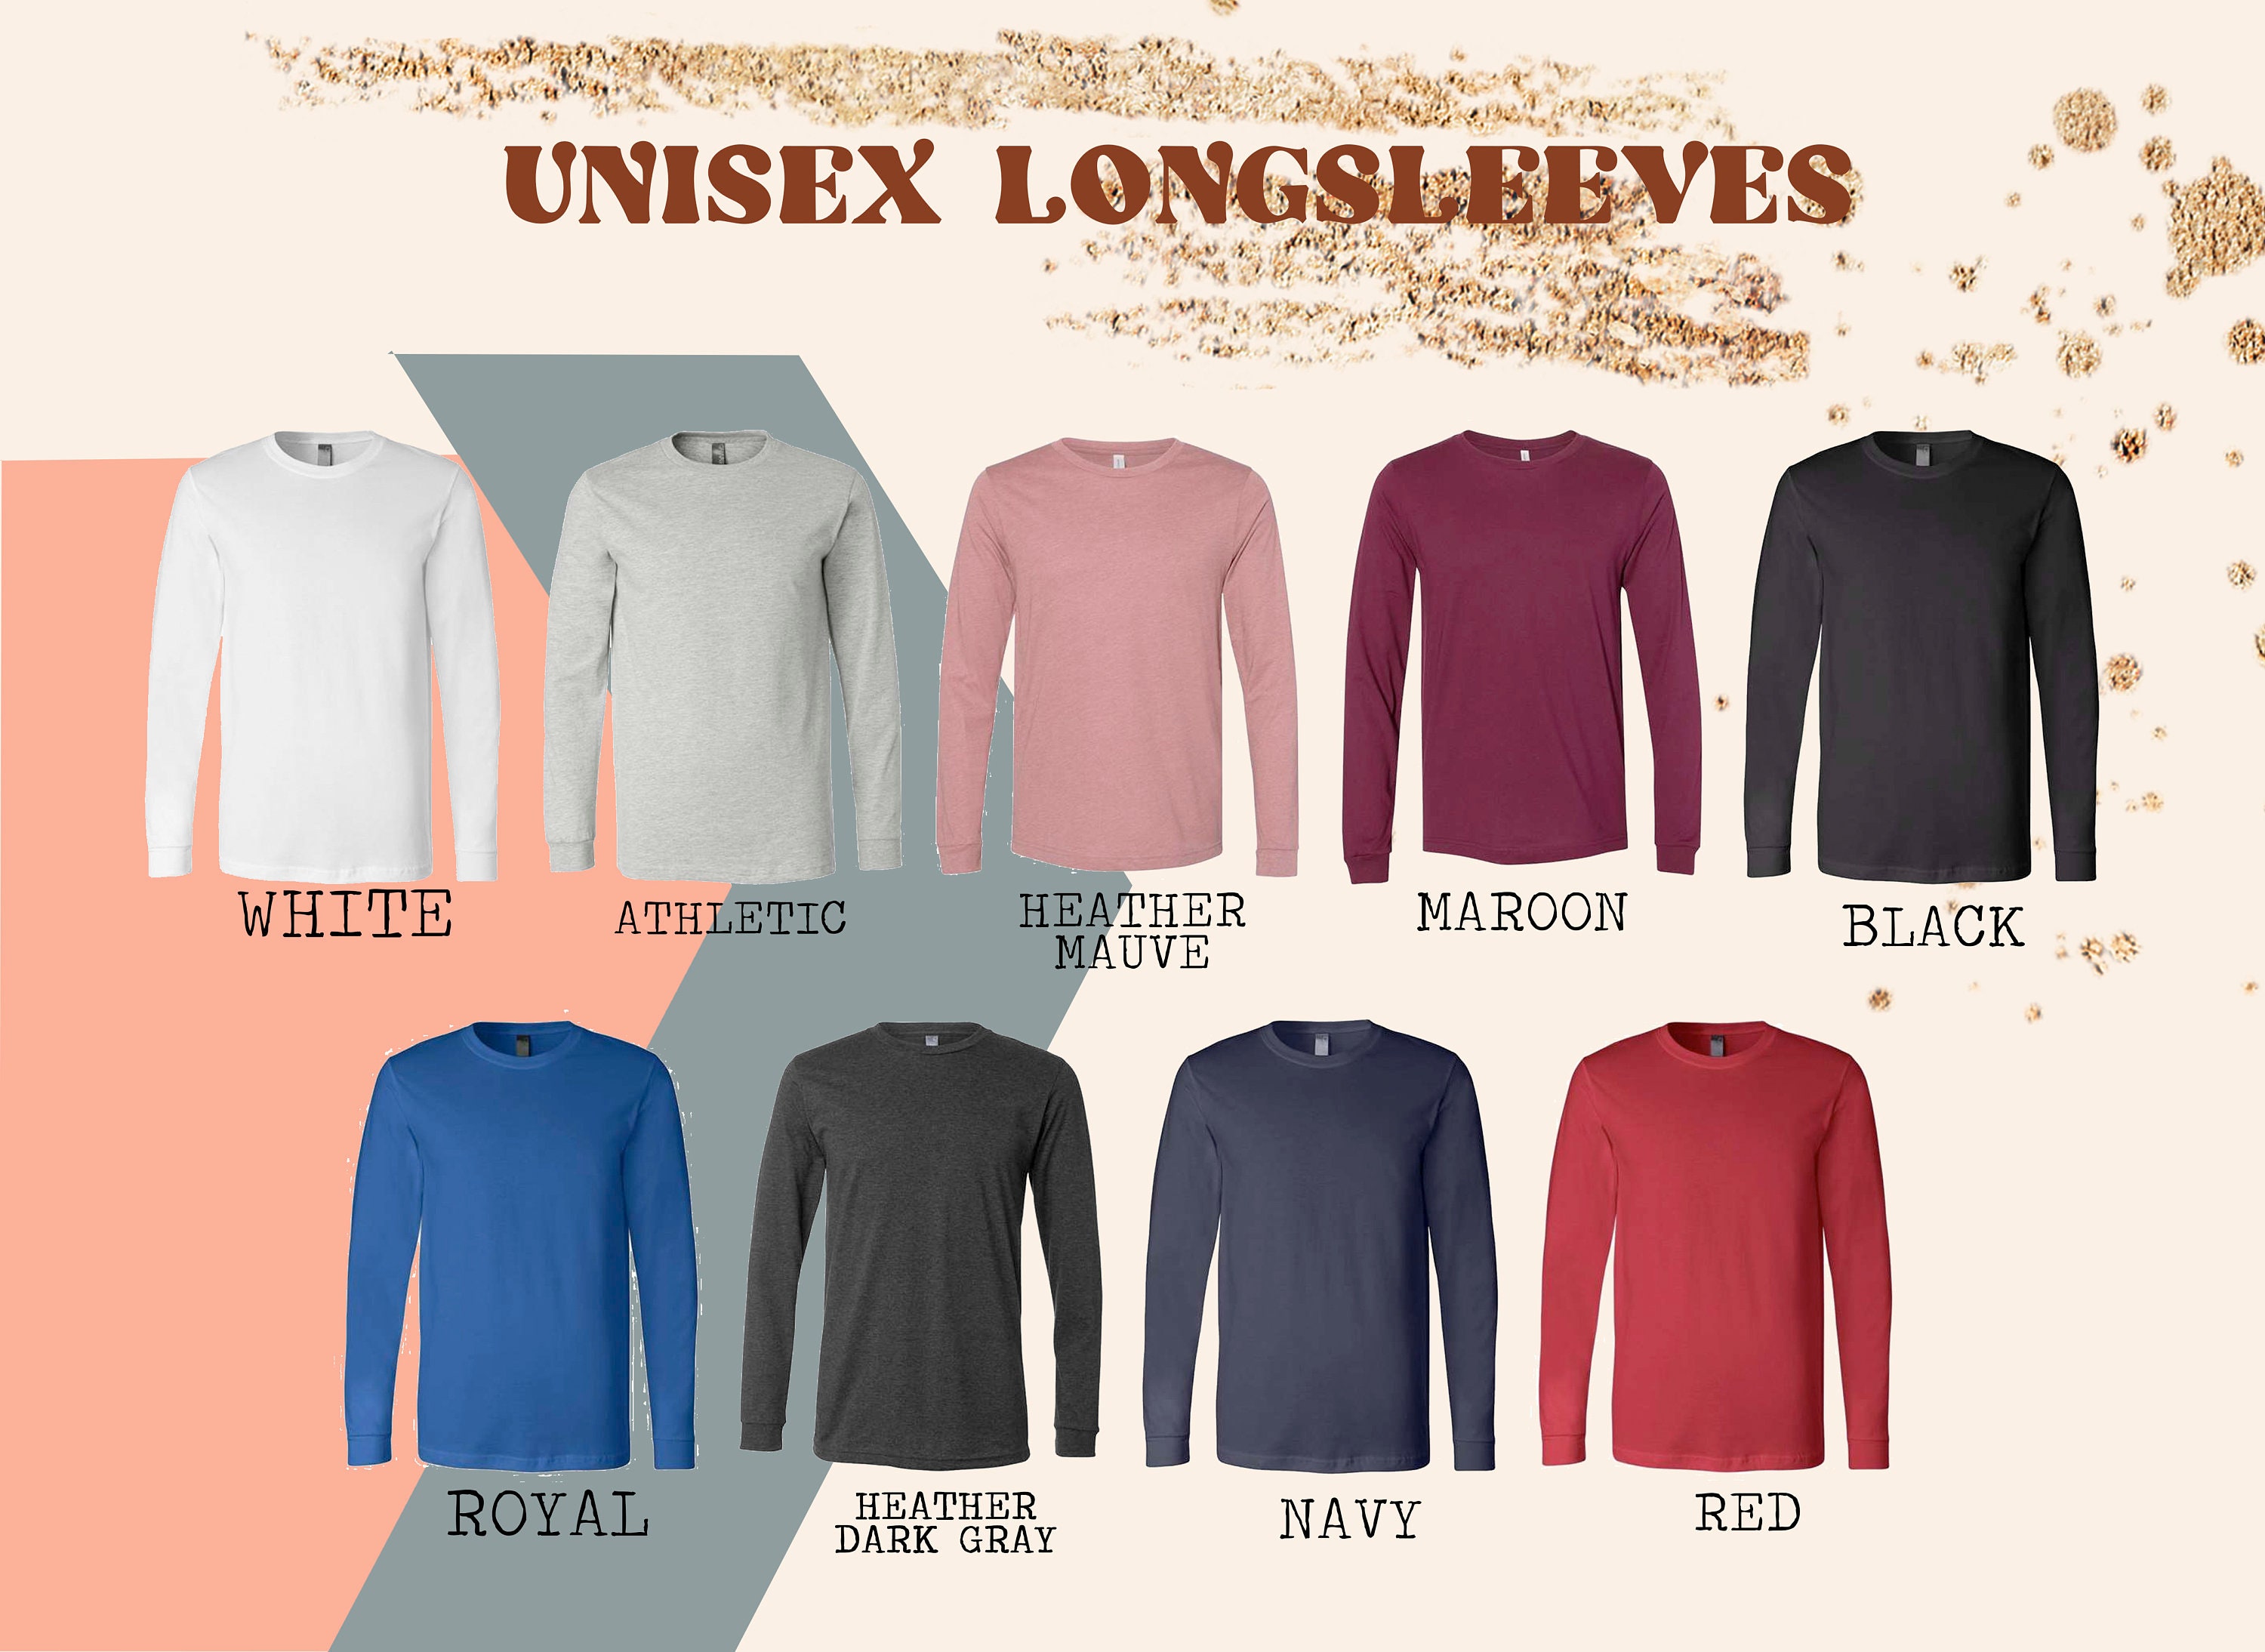 UNISEX LONGSLEEVES
WHITE
ATHLETIC
HEATHER
MAUVE
MAROON
BLACK
ROYAL
HEATHER
DARK GRAY
NAVY
RED